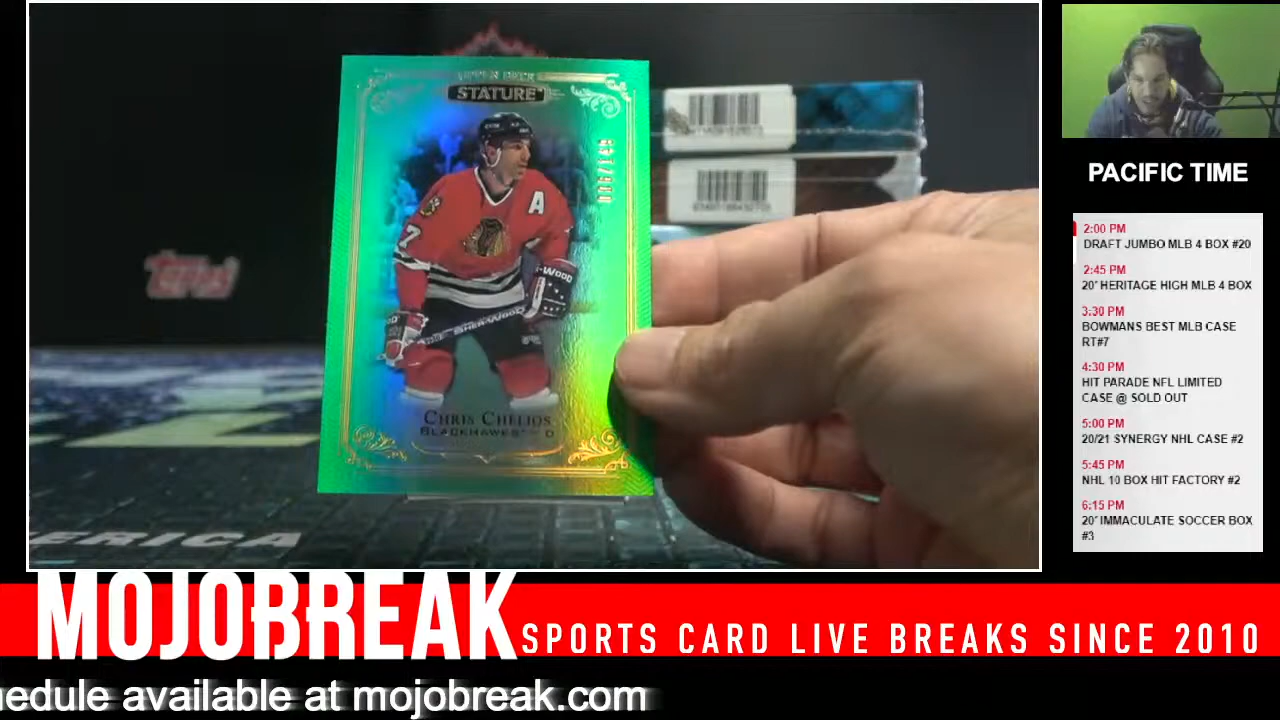 UPPER DECK
STATURE
A
7
CHRIS CHELIOS
BLACKHAWKS D
TOPPS
ERICA
PACIFIC TIME
2:00 PM
DRAFT JUMBO MLB 4 BOX #20
2:45 PM
20' HERITAGE HIGH MLB 4 BOX
3:30 PM
BOWMANS BEST MLB CASE
RT#7
4:30 PM
HIT PARADE NFL LIMITED
CASE @ SOLD OUT
5:00 PM
20/21 SYNERGY NHL CASE #2
5:45 PM
NHL 10 BOX HIT FACTORY #2
6:15 PM
20' IMMACULATE SOCCER BOX
#3
MOJOBREAK
SPORTS CARD LIVE BREAKS SINCE 2010
hedule available at mojobreak.com